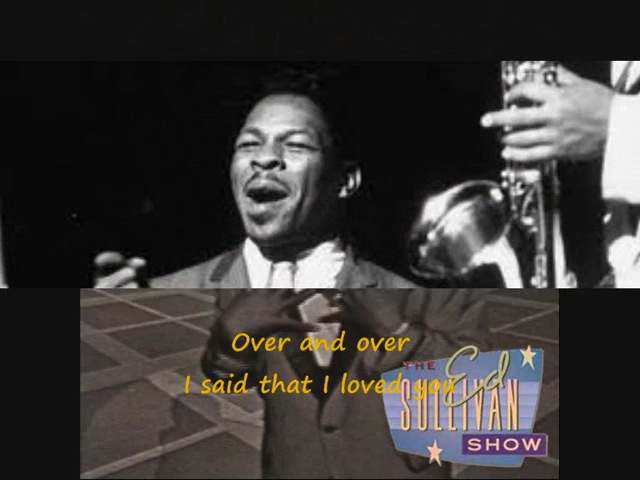 Over and over
I said that I loved you
THE Ed
SULLIVAN
SHOW